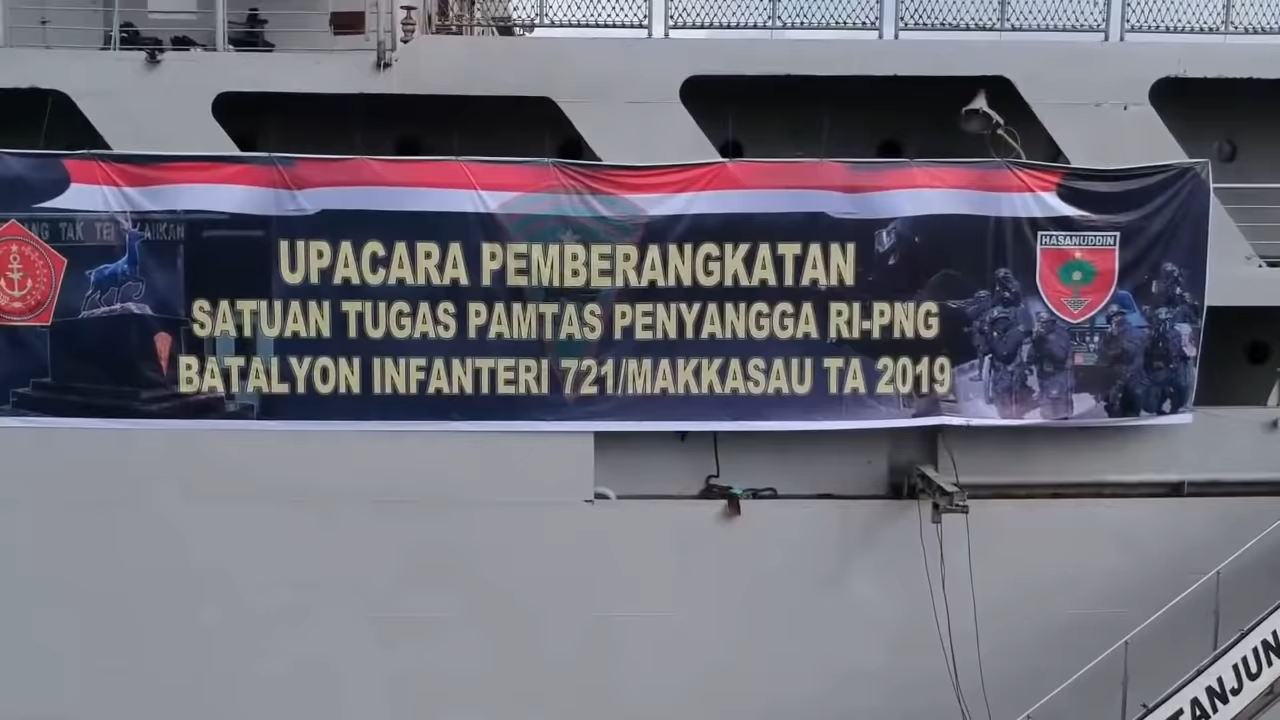 HASANUDDIN
UPACARA PEMBERANGKATAN
SATUAN TUGAS PAMTAS PENYANGGA RI-PNG
BATALYON INFANTERI 721/MAKKASAU TA 2019
TANJUN